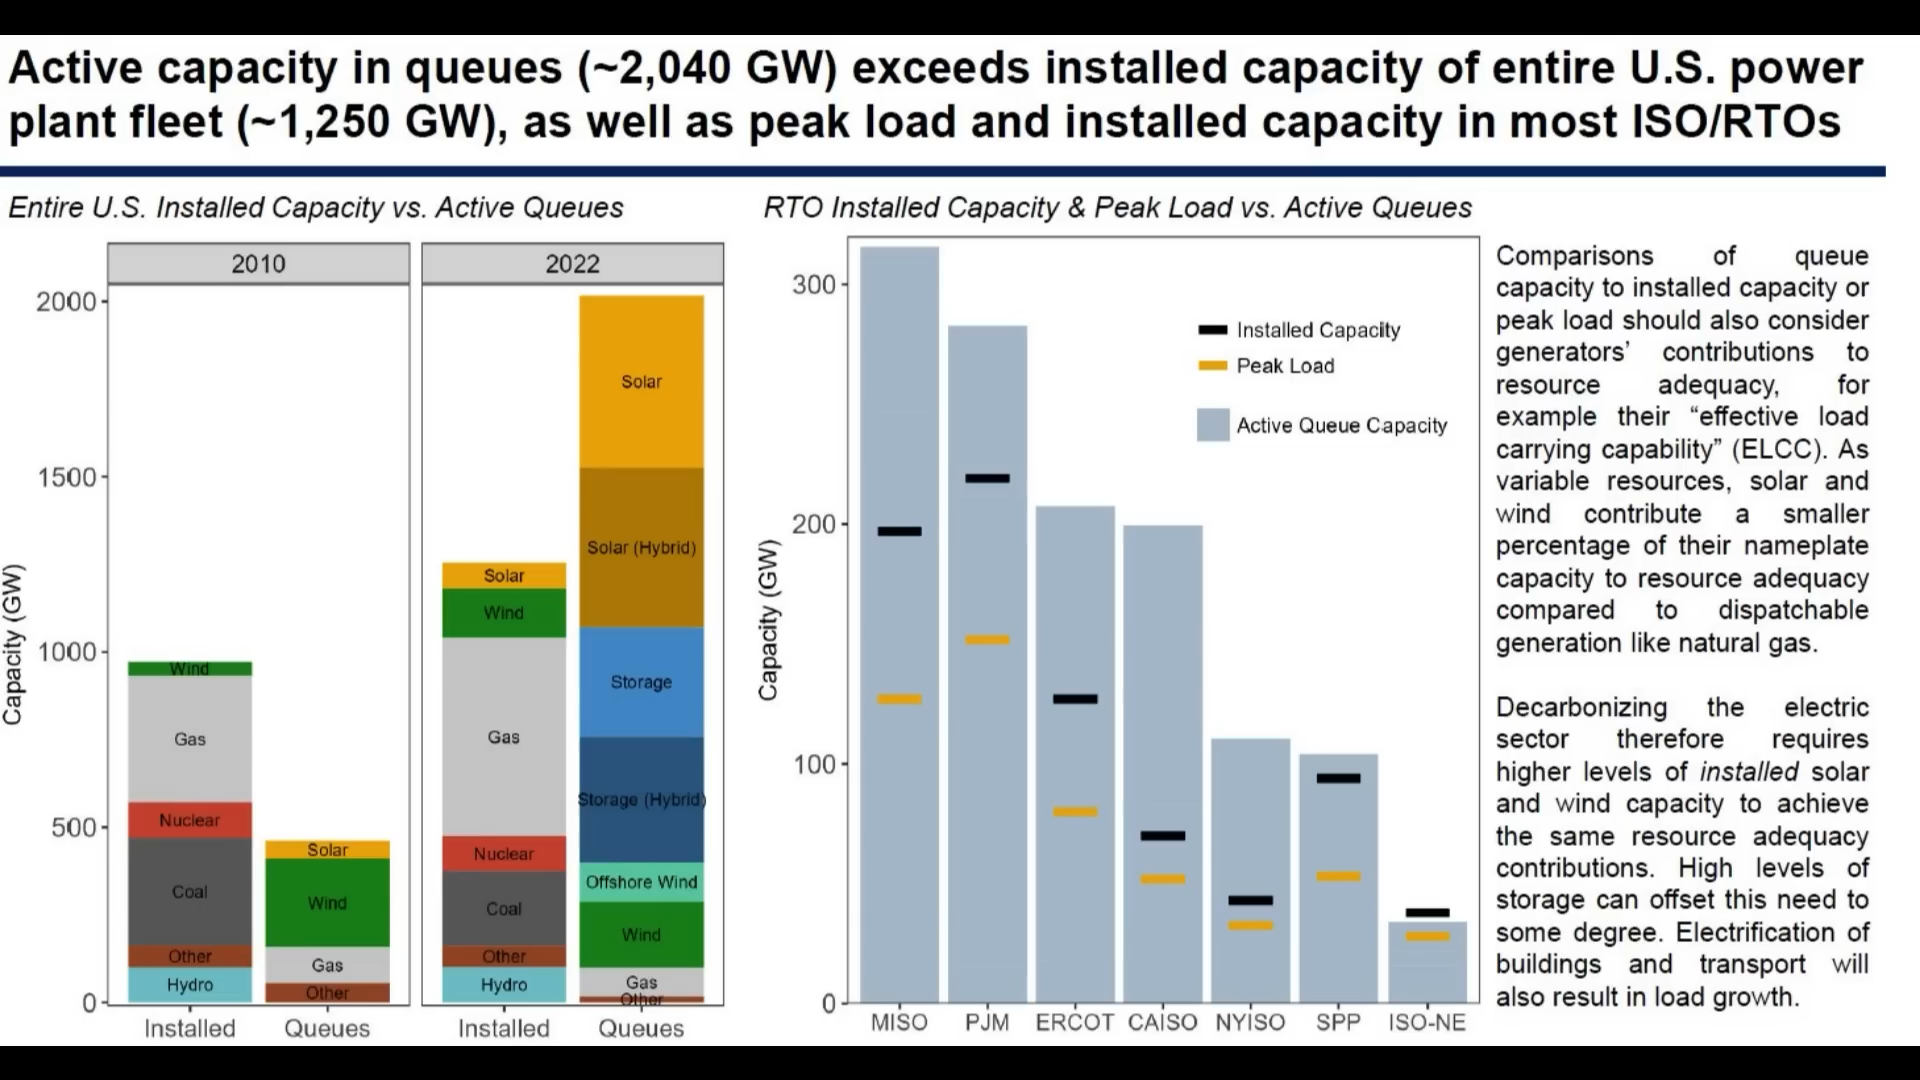 Active capacity in queues (~2,040 GW) exceeds installed capacity of entire U.S. power
plant fleet (~1,250 GW), as well as peak load and installed capacity in most ISO/RTOs
Entire U.S. Installed Capacity vs. Active Queues
2010
2022
Capacity (GW)
2000
1500
1000
500
0
Wind
Gas
Nuclear
Coal
Other
Hydro
Solar
Wind
Gas
Other
Solar
Wind
Gas
Nuclear
Coal
Other
Hydro
Solar
Solar (Hybrid)
Storage
Storage (Hybrid)
Offshore Wind
Wind
Gas
Other
Installed
Queues
Installed
Queues
RTO Installed Capacity & Peak Load vs. Active Queues
Capacity (GW)
300
200
100
0
Installed Capacity
Peak Load
Active Queue Capacity
MISO
PJM
ERCOT
CAISO
NYISO
SPP
ISO-NE
Comparisons of queue
capacity to installed capacity or
peak load should also consider
generators’ contributions to
resource adequacy, for
example their “effective load
carrying capability” (ELCC). As
variable resources, solar and
wind contribute a smaller
percentage of their nameplate
capacity to resource adequacy
compared to dispatchable
generation like natural gas.
Decarbonizing the electric
sector therefore requires
higher levels of installed solar
and wind capacity to achieve
the same resource adequacy
contributions. High levels of
storage can offset this need to
some degree. Electrification of
buildings and transport will
also result in load growth.